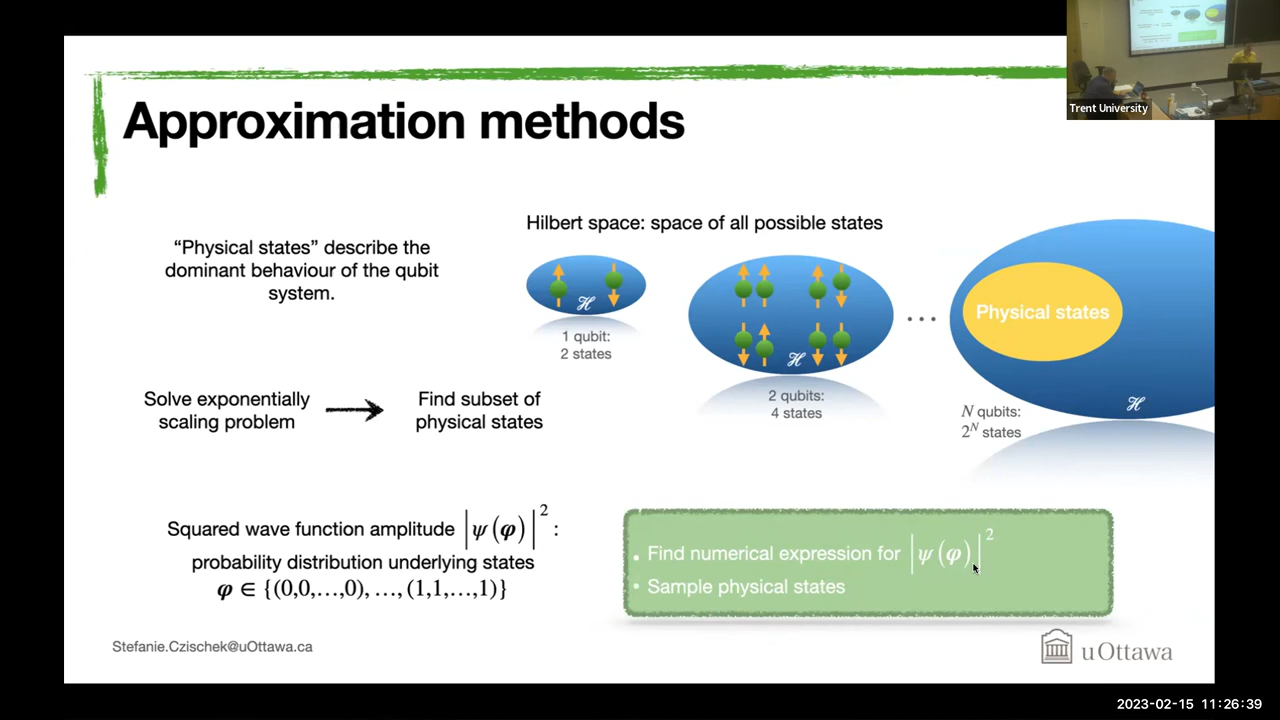 Trent University
Approximation methods
Hilbert space: space of all possible states
“Physical states” describe the
dominant behaviour of the qubit
system.
ℋ
1 qubit:
2 states
ℋ
2 qubits:
4 states
...
Physical states
ℋ
N qubits:
2^N states
Solve exponentially
scaling problem
Find subset of
physical states
Squared wave function amplitude |ψ(φ)|² :
probability distribution underlying states
φ ∈ {(0,0,…,0), …, (1,1,…,1)}
• Find numerical expression for |ψ(φ)|²
• Sample physical states
Stefanie.Czischek@uOttawa.ca
uOttawa
2023-02-15 11:26:39